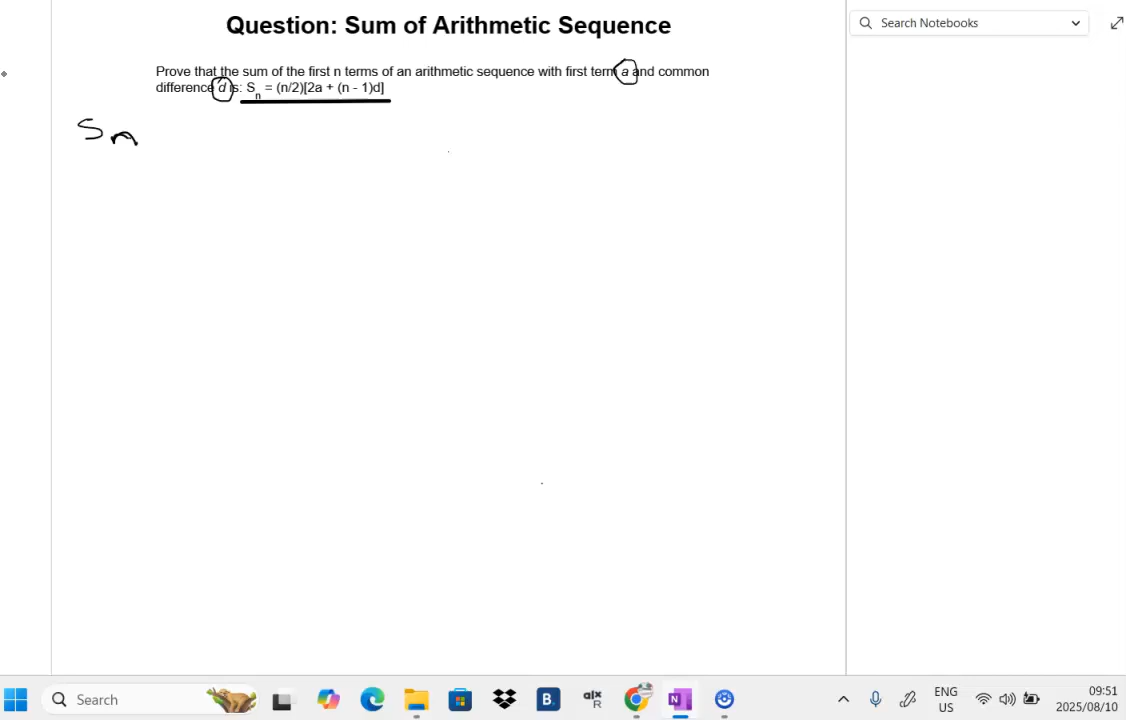 Question: Sum of Arithmetic Sequence
Search Notebooks
Prove that the sum of the first n terms of an arithmetic sequence with first term a and common
difference d is: Sn = (n/2)[2a + (n - 1)d]
Sn
Search
B.
a|x
R
N
ENG
US
09:51
2025/08/10